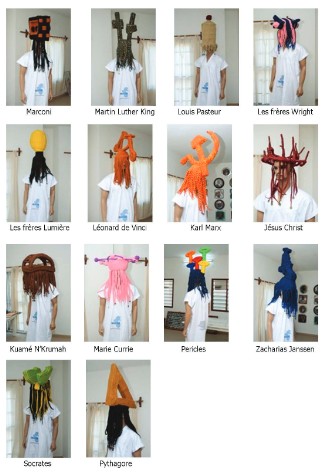 Marconi
Martin Luther King
Louis Pasteur
Les frères Wright
Les frères Lumière
Léonard de Vinci
Karl Marx
Jésus Christ
Kuamé N'Krumah
Marie Currie
Pericles
Zacharias Janssen
Socrates
Pythagore